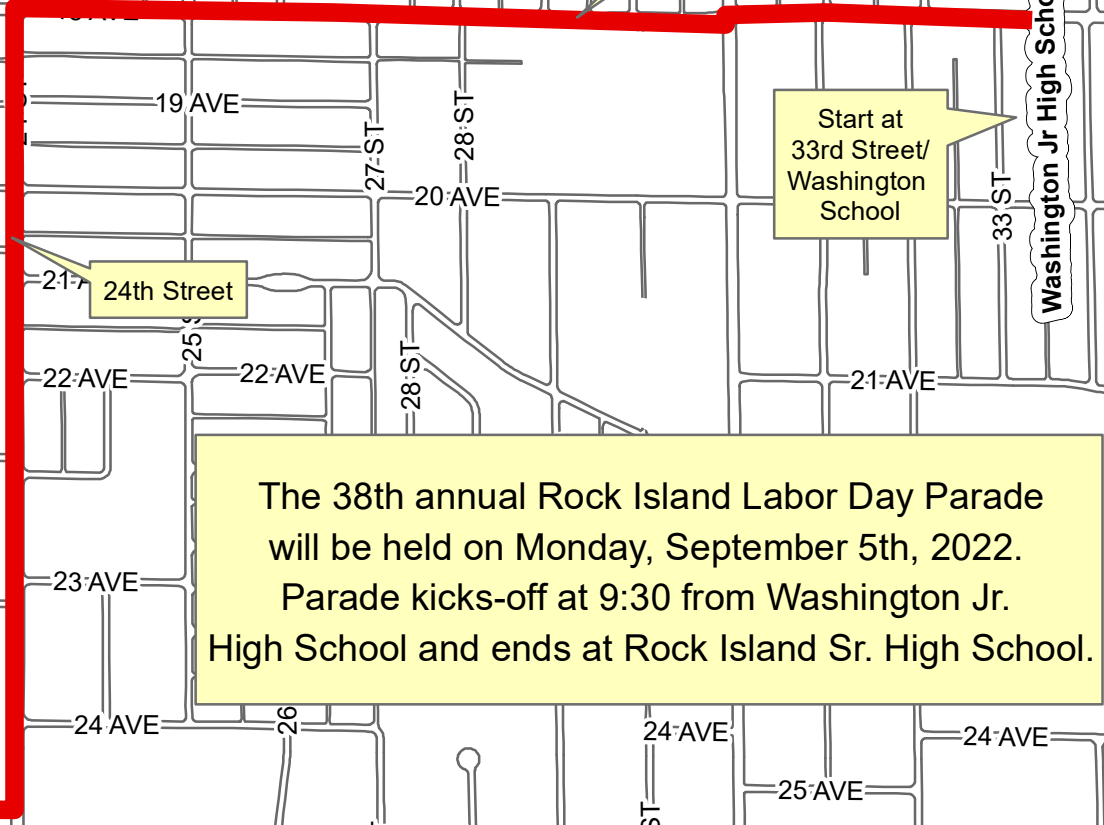 19 AVE
27 ST
28 ST
20 AVE
Start at
33rd Street/
Washington
School
33 ST
Washington Jr High
24th Street
25
22 AVE
22 AVE
28 ST
21 AVE
The 38th annual Rock Island Labor Day Parade
will be held on Monday, September 5th, 2022.
Parade kicks-off at 9:30 from Washington Jr.
High School and ends at Rock Island Sr. High School.
23 AVE
24 AVE
26
24 AVE
24 AVE
25 AVE
ST